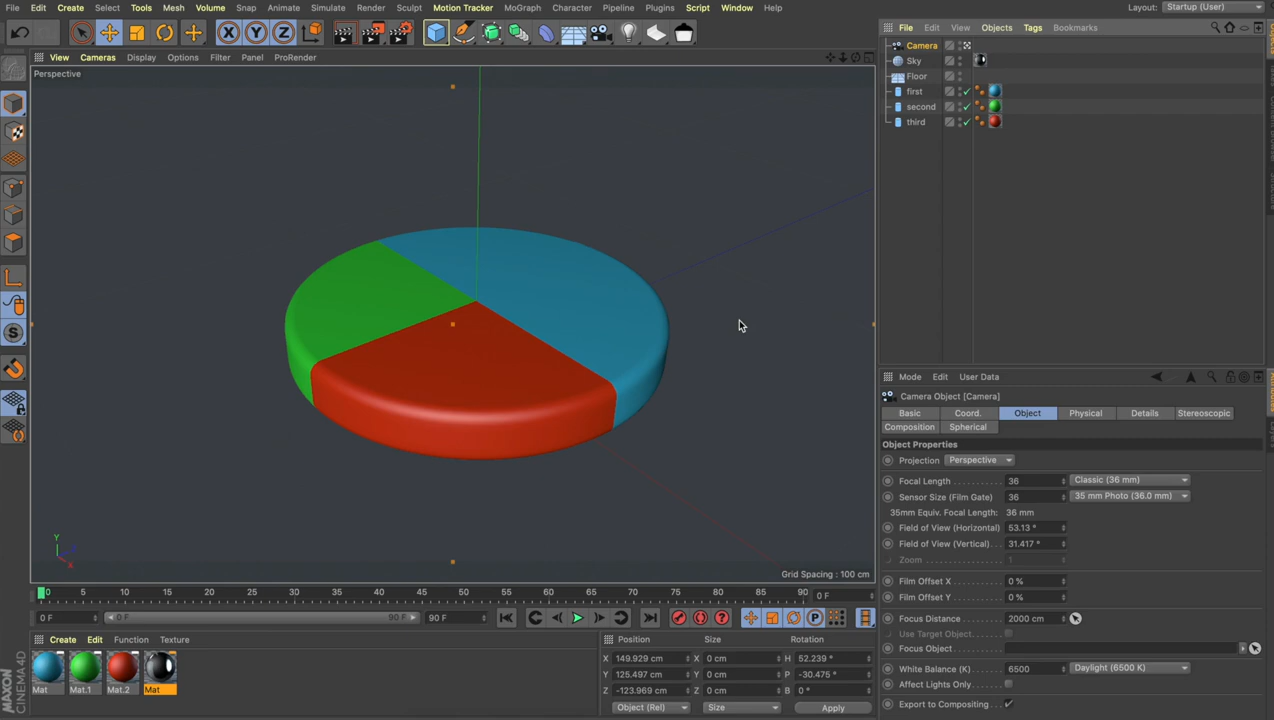 File Edit Create Select Tools Mesh Volume Snap Animate Simulate Render Sculpt Motion Tracker MoGraph Character Pipeline Plugins Script Window Help Layout: Startup (User)
X Y Z
View Cameras Display Options Filter Panel ProRender
File Edit View Objects Tags Bookmarks
Perspective
Camera
Sky
Floor
first
second
third
S
Y
X
Grid Spacing : 100 cm
Mode Edit User Data
Camera Object [Camera]
Basic Coord. Object Physical Details Stereoscopic
Composition Spherical
Object Properties
Projection Perspective
Focal Length 36 Classic (36 mm)
Sensor Size (Film Gate) 36 35 mm Photo (36.0 mm)
35mm Equiv. Focal Length: 36 mm
Field of View (Horizontal) 53.13 °
Field of View (Vertical) 31.417 °
Zoom 1
Film Offset X 0 %
Film Offset Y 0 %
Focus Distance 2000 cm
Use Target Object
Focus Object
White Balance (K) 6500 Daylight (6500 K)
Affect Lights Only
Export to Compositing
0 5 10 15 20 25 30 35 40 45 50 55 60 65 70 75 80 85 90 0 F
0 F 0 F 90 F 90 F
P
Create Edit Function Texture
Mat Mat.1 Mat.2 Mat
Position Size Rotation
X 149.929 cm X 0 cm H 52.239 °
Y 125.497 cm Y 0 cm P -30.475 °
Z -123.969 cm Z 0 cm B 0 °
Object (Rel) Size Apply
MAXON
CINEMA4D